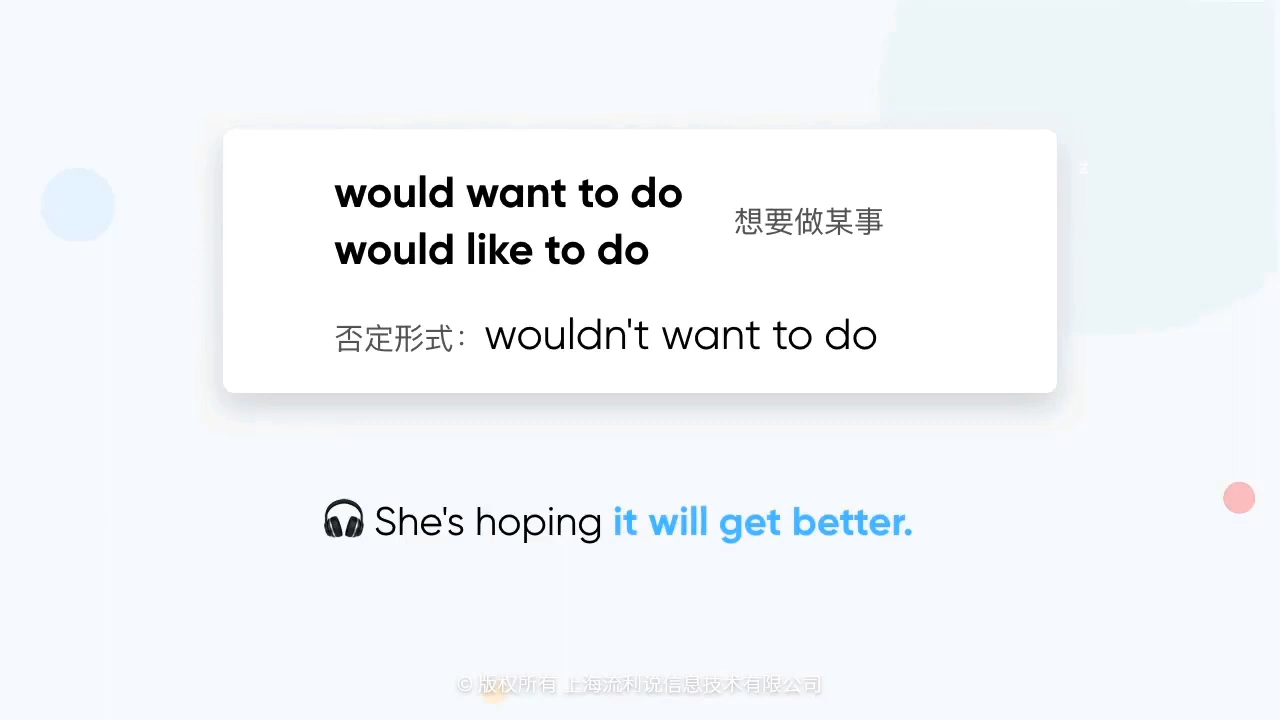 would want to do
would like to do
想要做某事
否定形式：wouldn't want to do
She's hoping it will get better.
© 版权所有 上海流利说信息技术有限公司